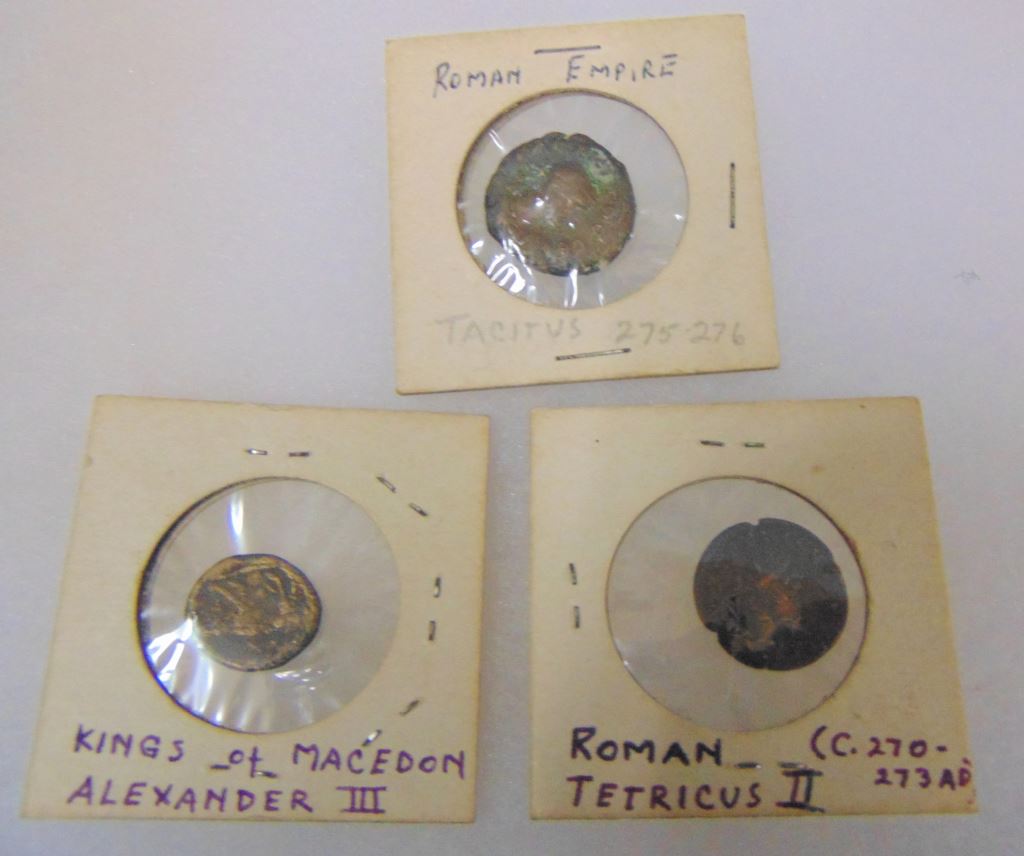 ROMAN EMPIRE
TACITUS 275-276
KINGS of MACEDON
ALEXANDER III
ROMAN (C. 270-
273 AD
TETRICUS II